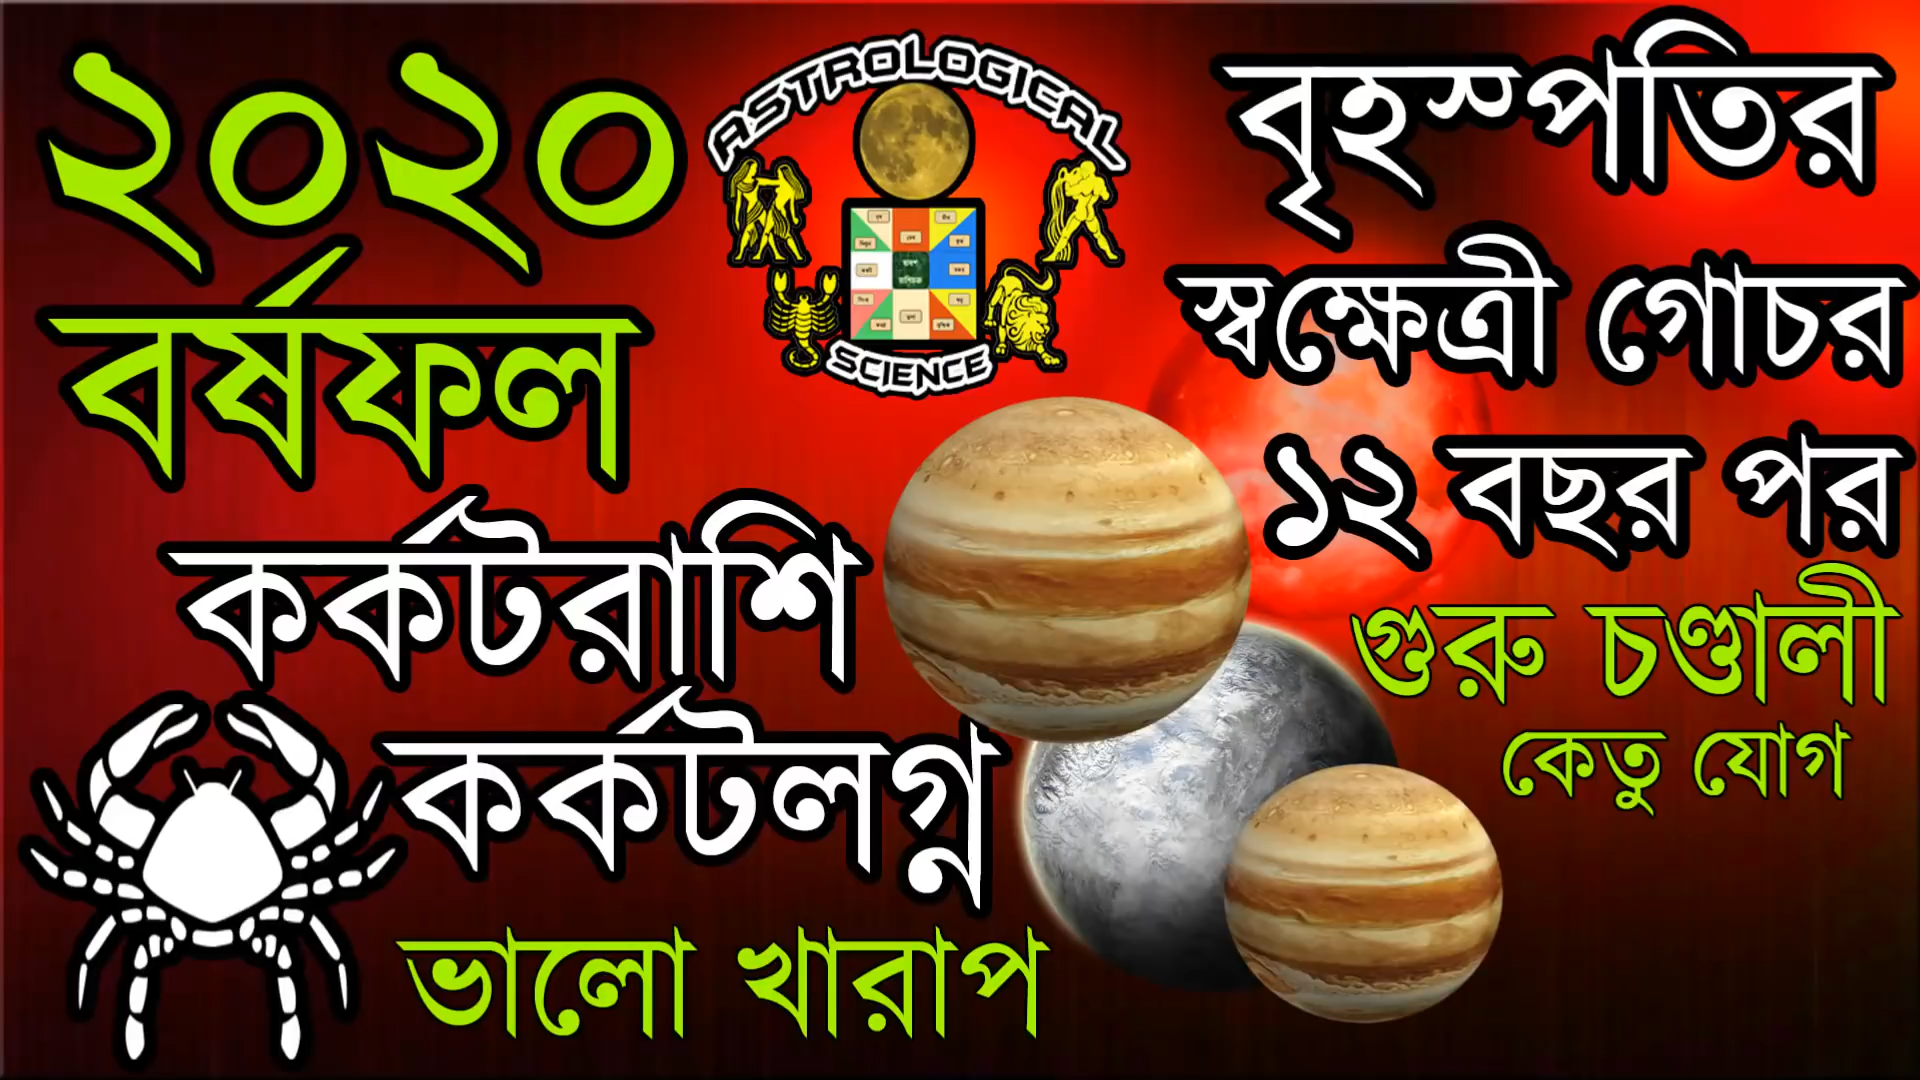 ২০২০
বর্ষফল
কর্কটরাশি
কর্কটলগ্ন
ভালো খারাপ
ASTROLOGICAL
SCIENCE
বৃহস্পতির
স্বক্ষেত্রী গোচর
১২ বছর পর
গুরু চণ্ডালী
কেতু যোগ